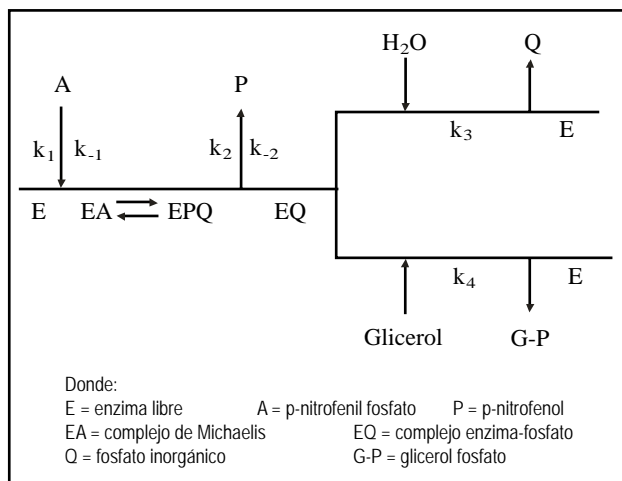 H₂O Q
A P
k₁ k₋₁ k₂ k₋₂ k₃ E
E EA EPQ EQ
k₄ E
Glicerol G-P
Donde:
E = enzima libre A = p-nitrofenil fosfato P = p-nitrofenol
EA = complejo de Michaelis EQ = complejo enzima-fosfato
Q = fosfato inorgánico G-P = glicerol fosfato